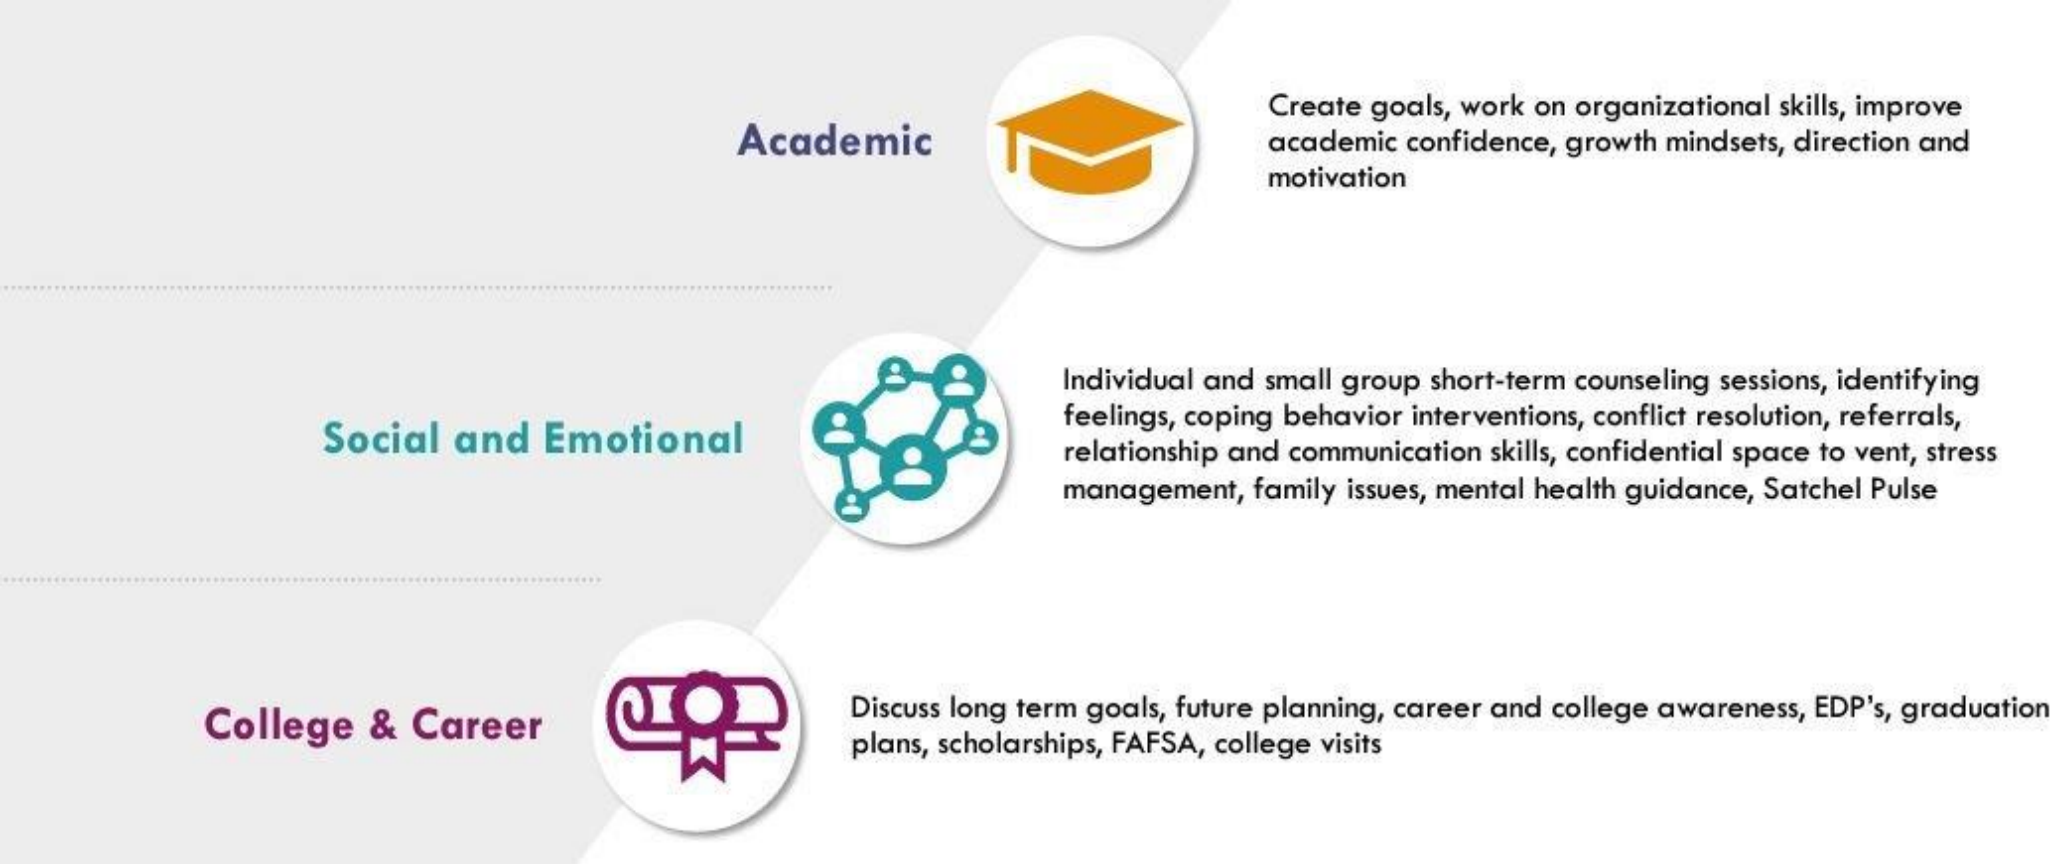 Academic
Create goals, work on organizational skills, improve
academic confidence, growth mindsets, direction and
motivation
Social and Emotional
Individual and small group short-term counseling sessions, identifying
feelings, coping behavior interventions, conflict resolution, referrals,
relationship and communication skills, confidential space to vent, stress
management, family issues, mental health guidance, Satchel Pulse
College & Career
Discuss long term goals, future planning, career and college awareness, EDP's, graduation
plans, scholarships, FAFSA, college visits